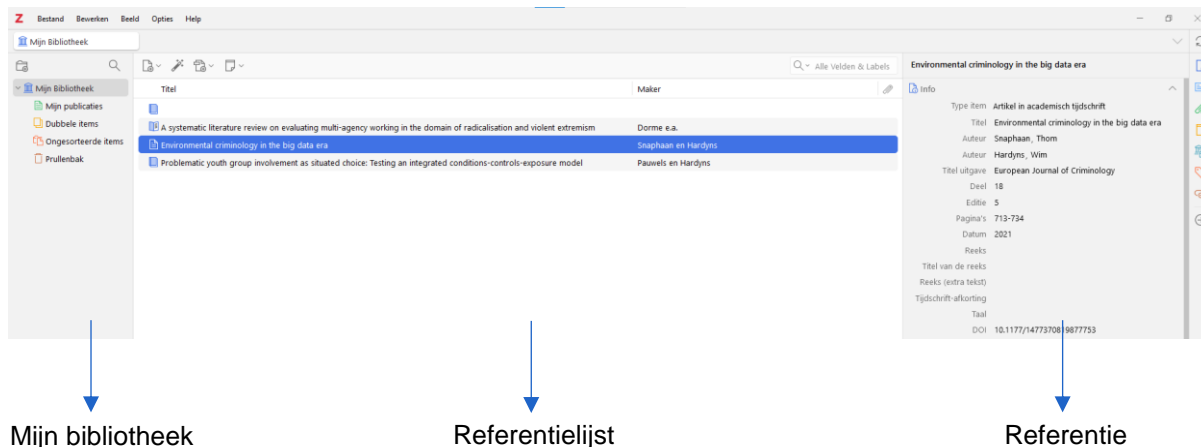 Z Bestand Bewerken Beeld Opties Help
Mijn Bibliotheek
Alle Velden & Labels
Environmental criminology in the big data era
Mijn Bibliotheek
Mijn publicaties
Dubbele items
Ongesorteerde items
Prullenbak
Titel Maker
A systematic literature review on evaluating multi-agency working in the domain of radicalisation and violent extremism Dorme e.a.
Environmental criminology in the big data era Snaphaan en Hardyns
Problematic youth group involvement as situated choice: Testing an integrated conditions-controls-exposure model Pauwels en Hardyns
Info
Type item Artikel in academisch tijdschrift
Titel Environmental criminology in the big data era
Auteur Snaphaan, Thom
Auteur Hardyns, Wim
Titel uitgave European Journal of Criminology
Deel 18
Editie 5
Pagina's 713-734
Datum 2021
Reeks
Titel van de reeks
Reeks (extra tekst)
Tijdschrift-afkorting
Taal
DOI 10.1177/1477370819877753
Mijn bibliotheek Referentielijst Referentie